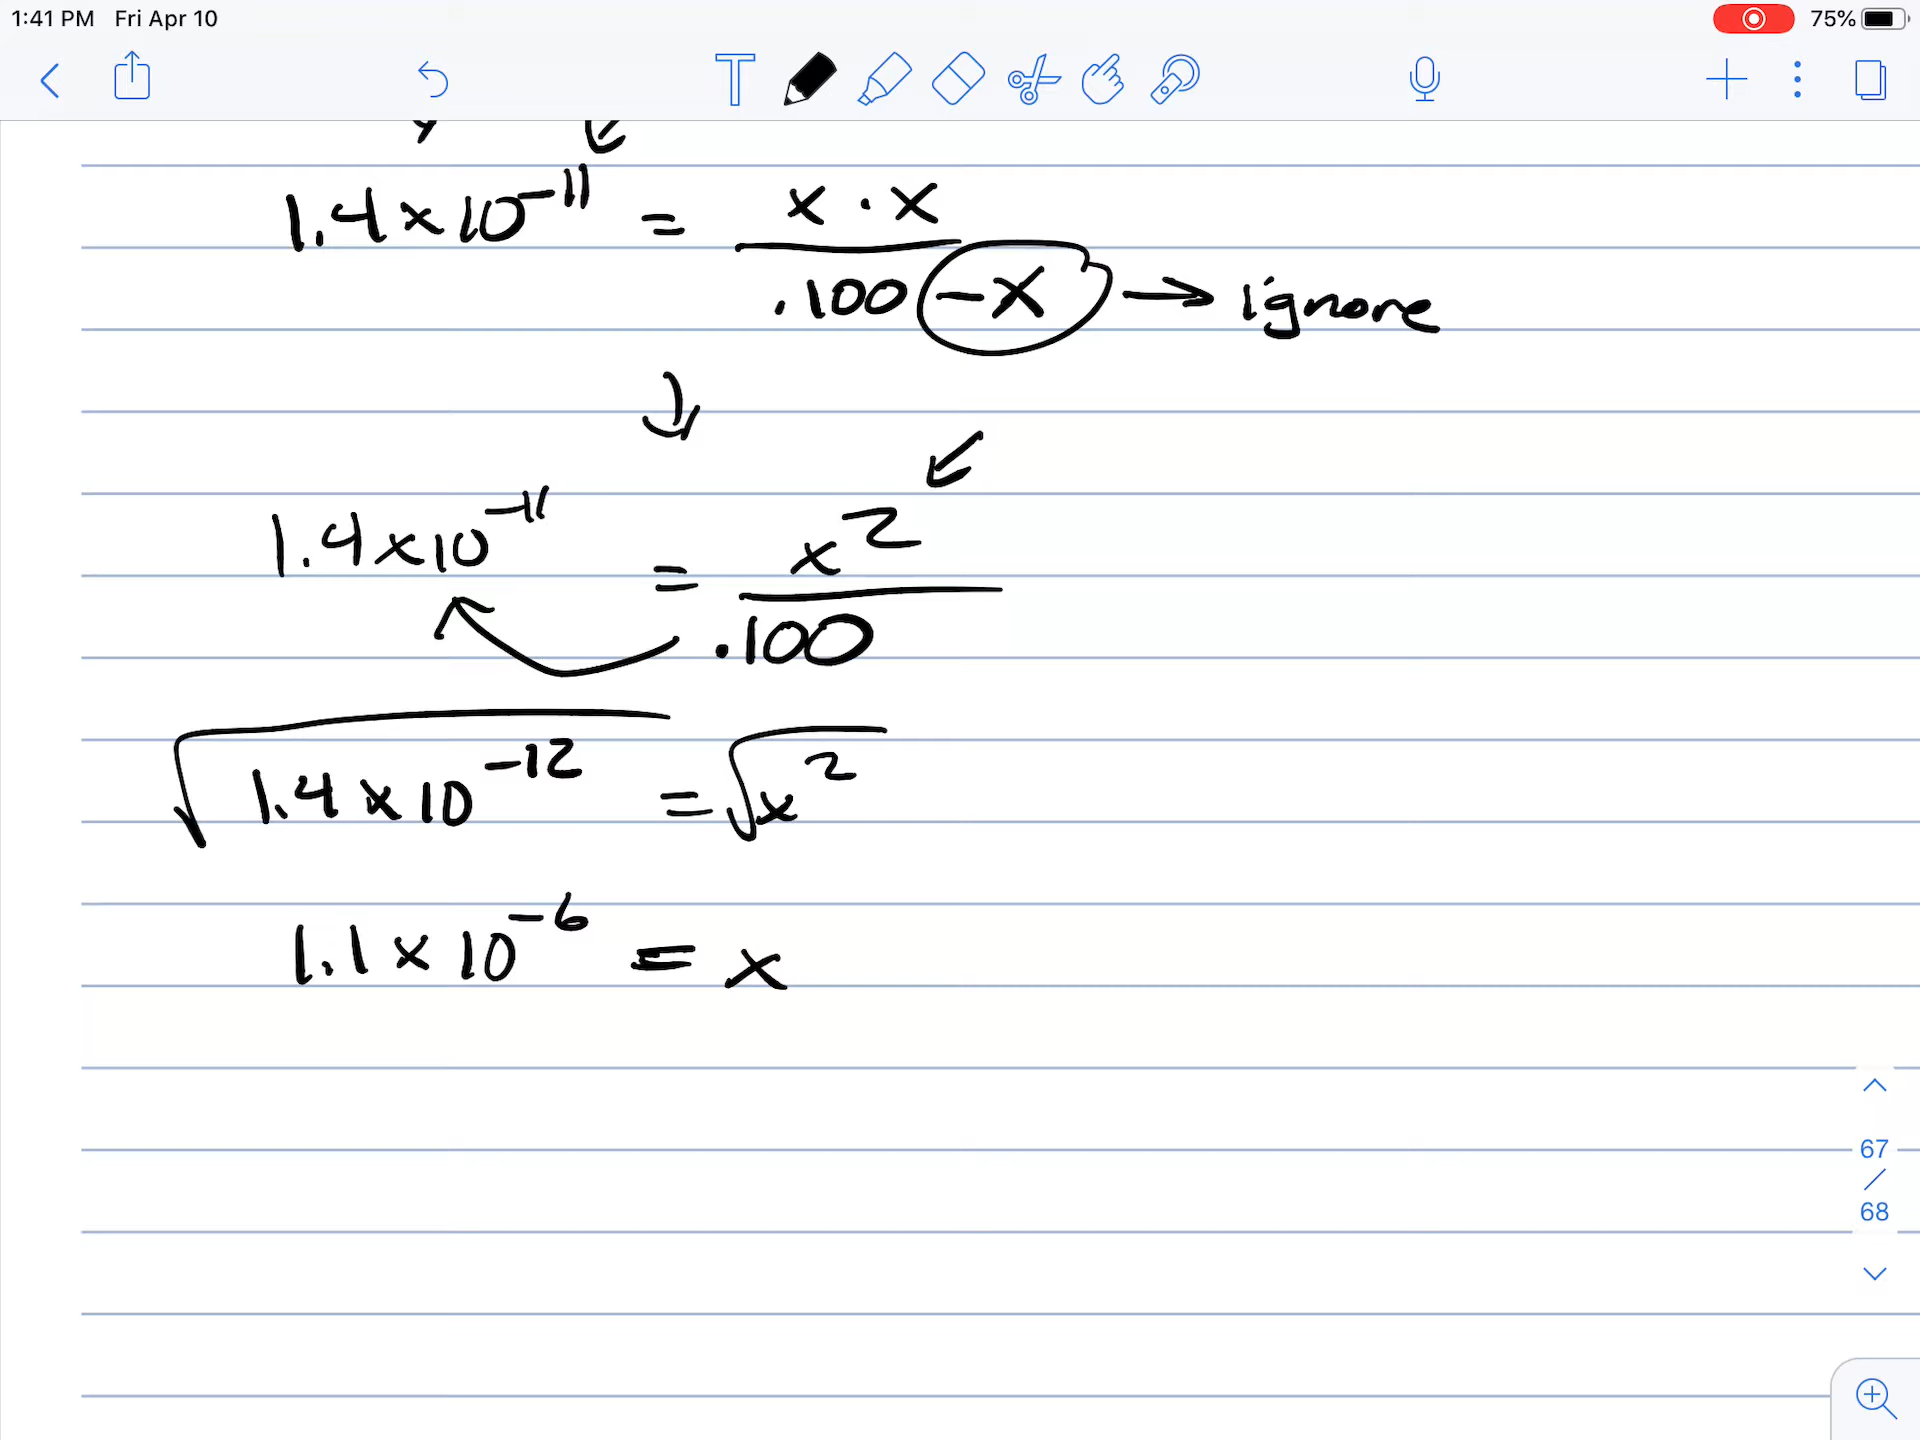 1:41 PM Fri Apr 10 75%
T
1.4 x 10⁻¹¹ = x · x
.100 - x → ignore
1.4 x 10⁻¹¹ = x²
.100
√1.4 x 10⁻¹² = √x²
1.1 x 10⁻⁶ = x
67
/
68